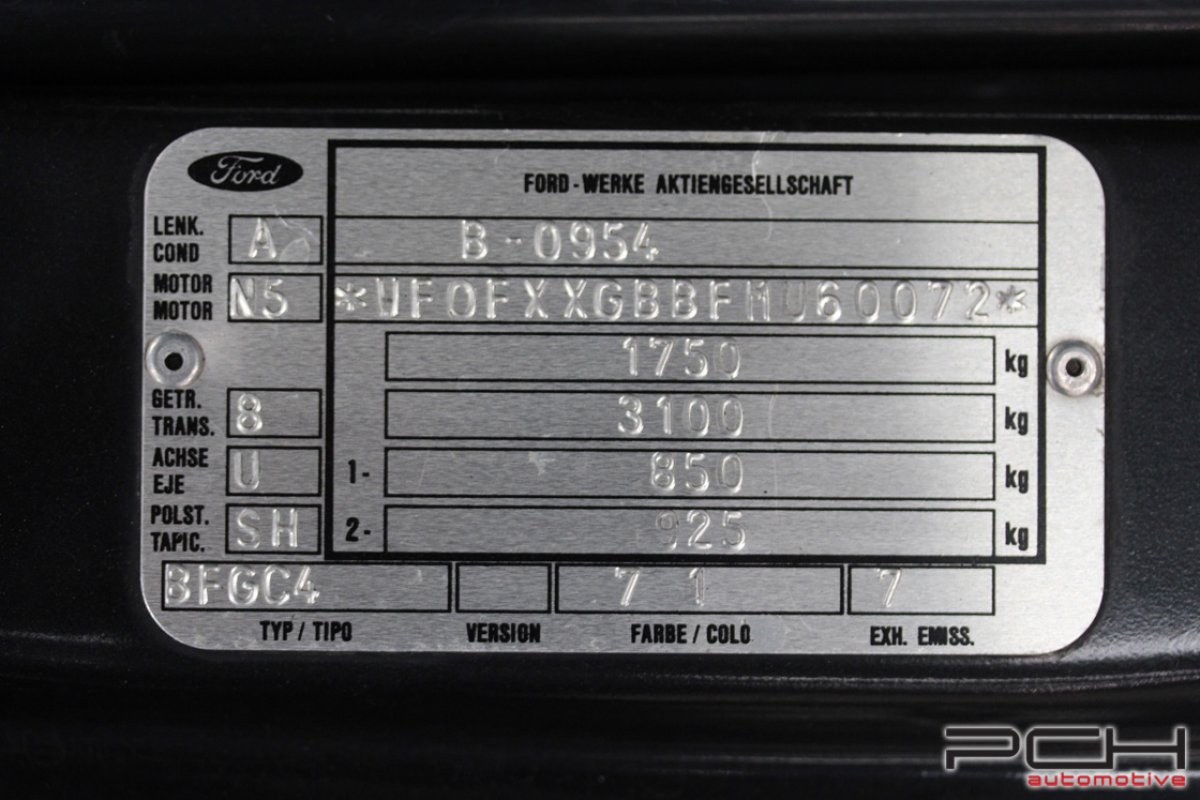 Ford
FORD-WERKE AKTIENGESELLSCHAFT
LENK.
COND
A
B-0954
MOTOR
MOTOR
N5
*WF0FXXGBBFMU60072*
1750 kg
GETR.
TRANS.
8
3100 kg
ACHSE
EJE
U
1- 850 kg
POLST.
TAPIC.
SH
2- 925 kg
BFGC4 7 1 7
TYP / TIPO VERSION FARBE / COLO EXH. EMISS.
PCH
automotive